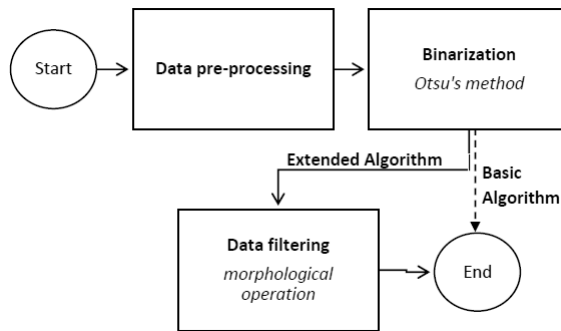 Start
Data pre-processing
Binarization
Otsu's method
Extended Algorithm
Basic
Algorithm
Data filtering
morphological
operation
End